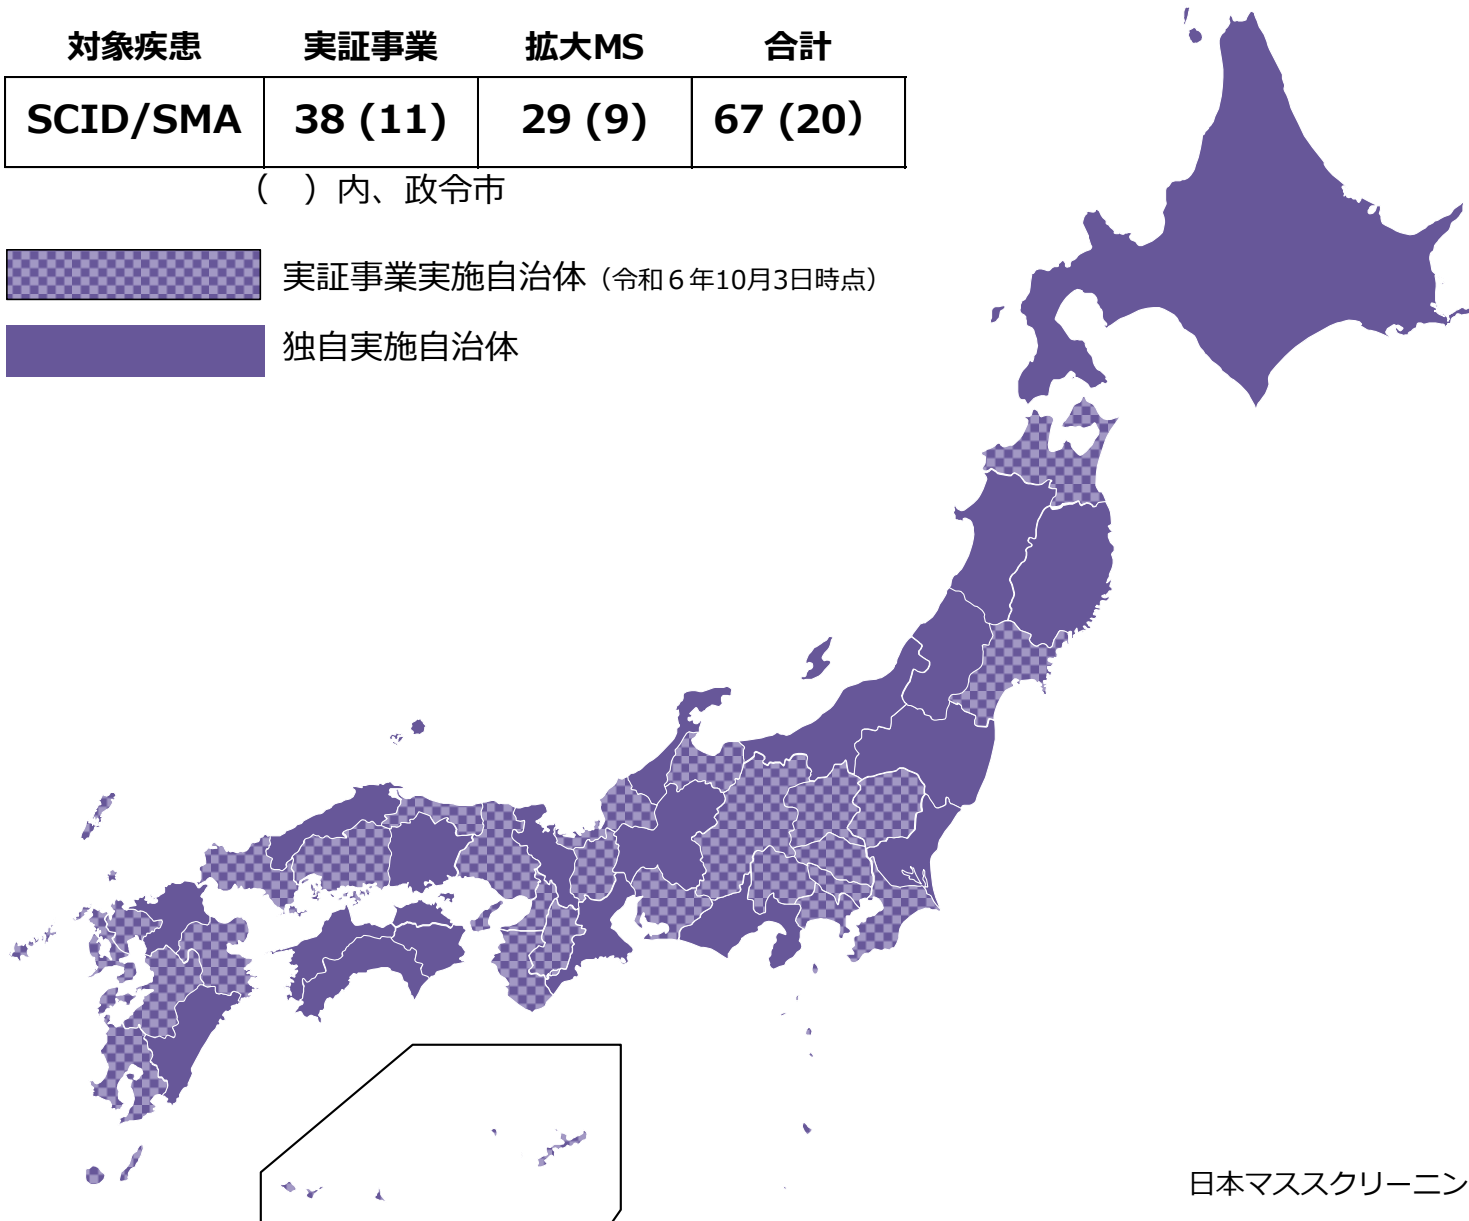 対象疾患 実証事業 拡大MS 合計
SCID/SMA 38 (11) 29 (9) 67 (20）
（　）内、政令市
実証事業実施自治体（令和６年10月3日時点）
独自実施自治体
日本マススクリーニン